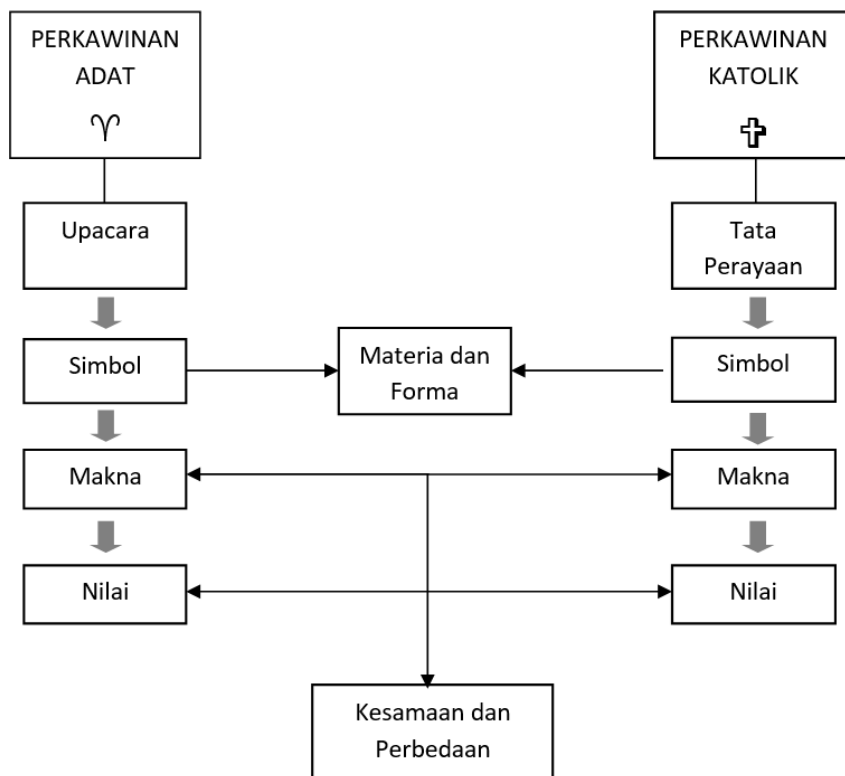 PERKAWINAN
ADAT
♈
PERKAWINAN
KATOLIK
✞
Upacara
Tata
Perayaan
Simbol
Materia dan
Forma
Simbol
Makna
Makna
Nilai
Nilai
Kesamaan dan
Perbedaan